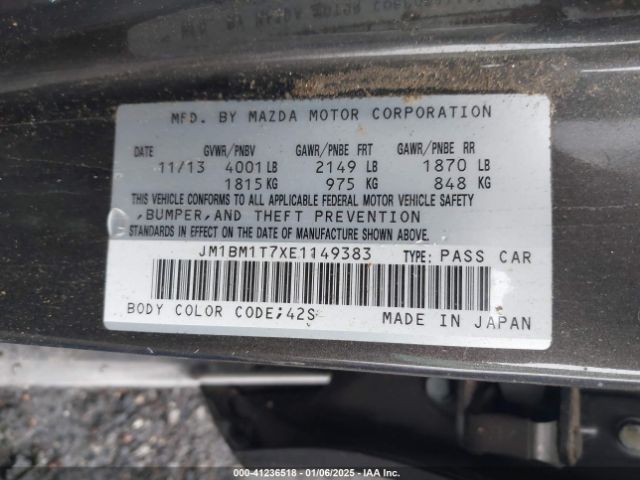 MFD. BY MAZDA MOTOR CORPORATION
DATE GVWR/PNBV GAWR/PNBE FRT GAWR/PNBE RR
11/13 4001 LB 2149 LB 1870 LB
1815 KG 975 KG 848 KG
THIS VEHICLE CONFORMS TO ALL APPLICABLE FEDERAL MOTOR VEHICLE SAFETY
,BUMPER,AND THEFT PREVENTION
STANDARDS IN EFFECT ON THE DATE OF MANUFACTURE SHOWN ABOVE.
JM1BM1T7XE1149383 TYPE: PASS CAR
BODY COLOR CODE;42S MADE IN JAPAN
000-41236518 - 01/06/2025 - IAA Inc.